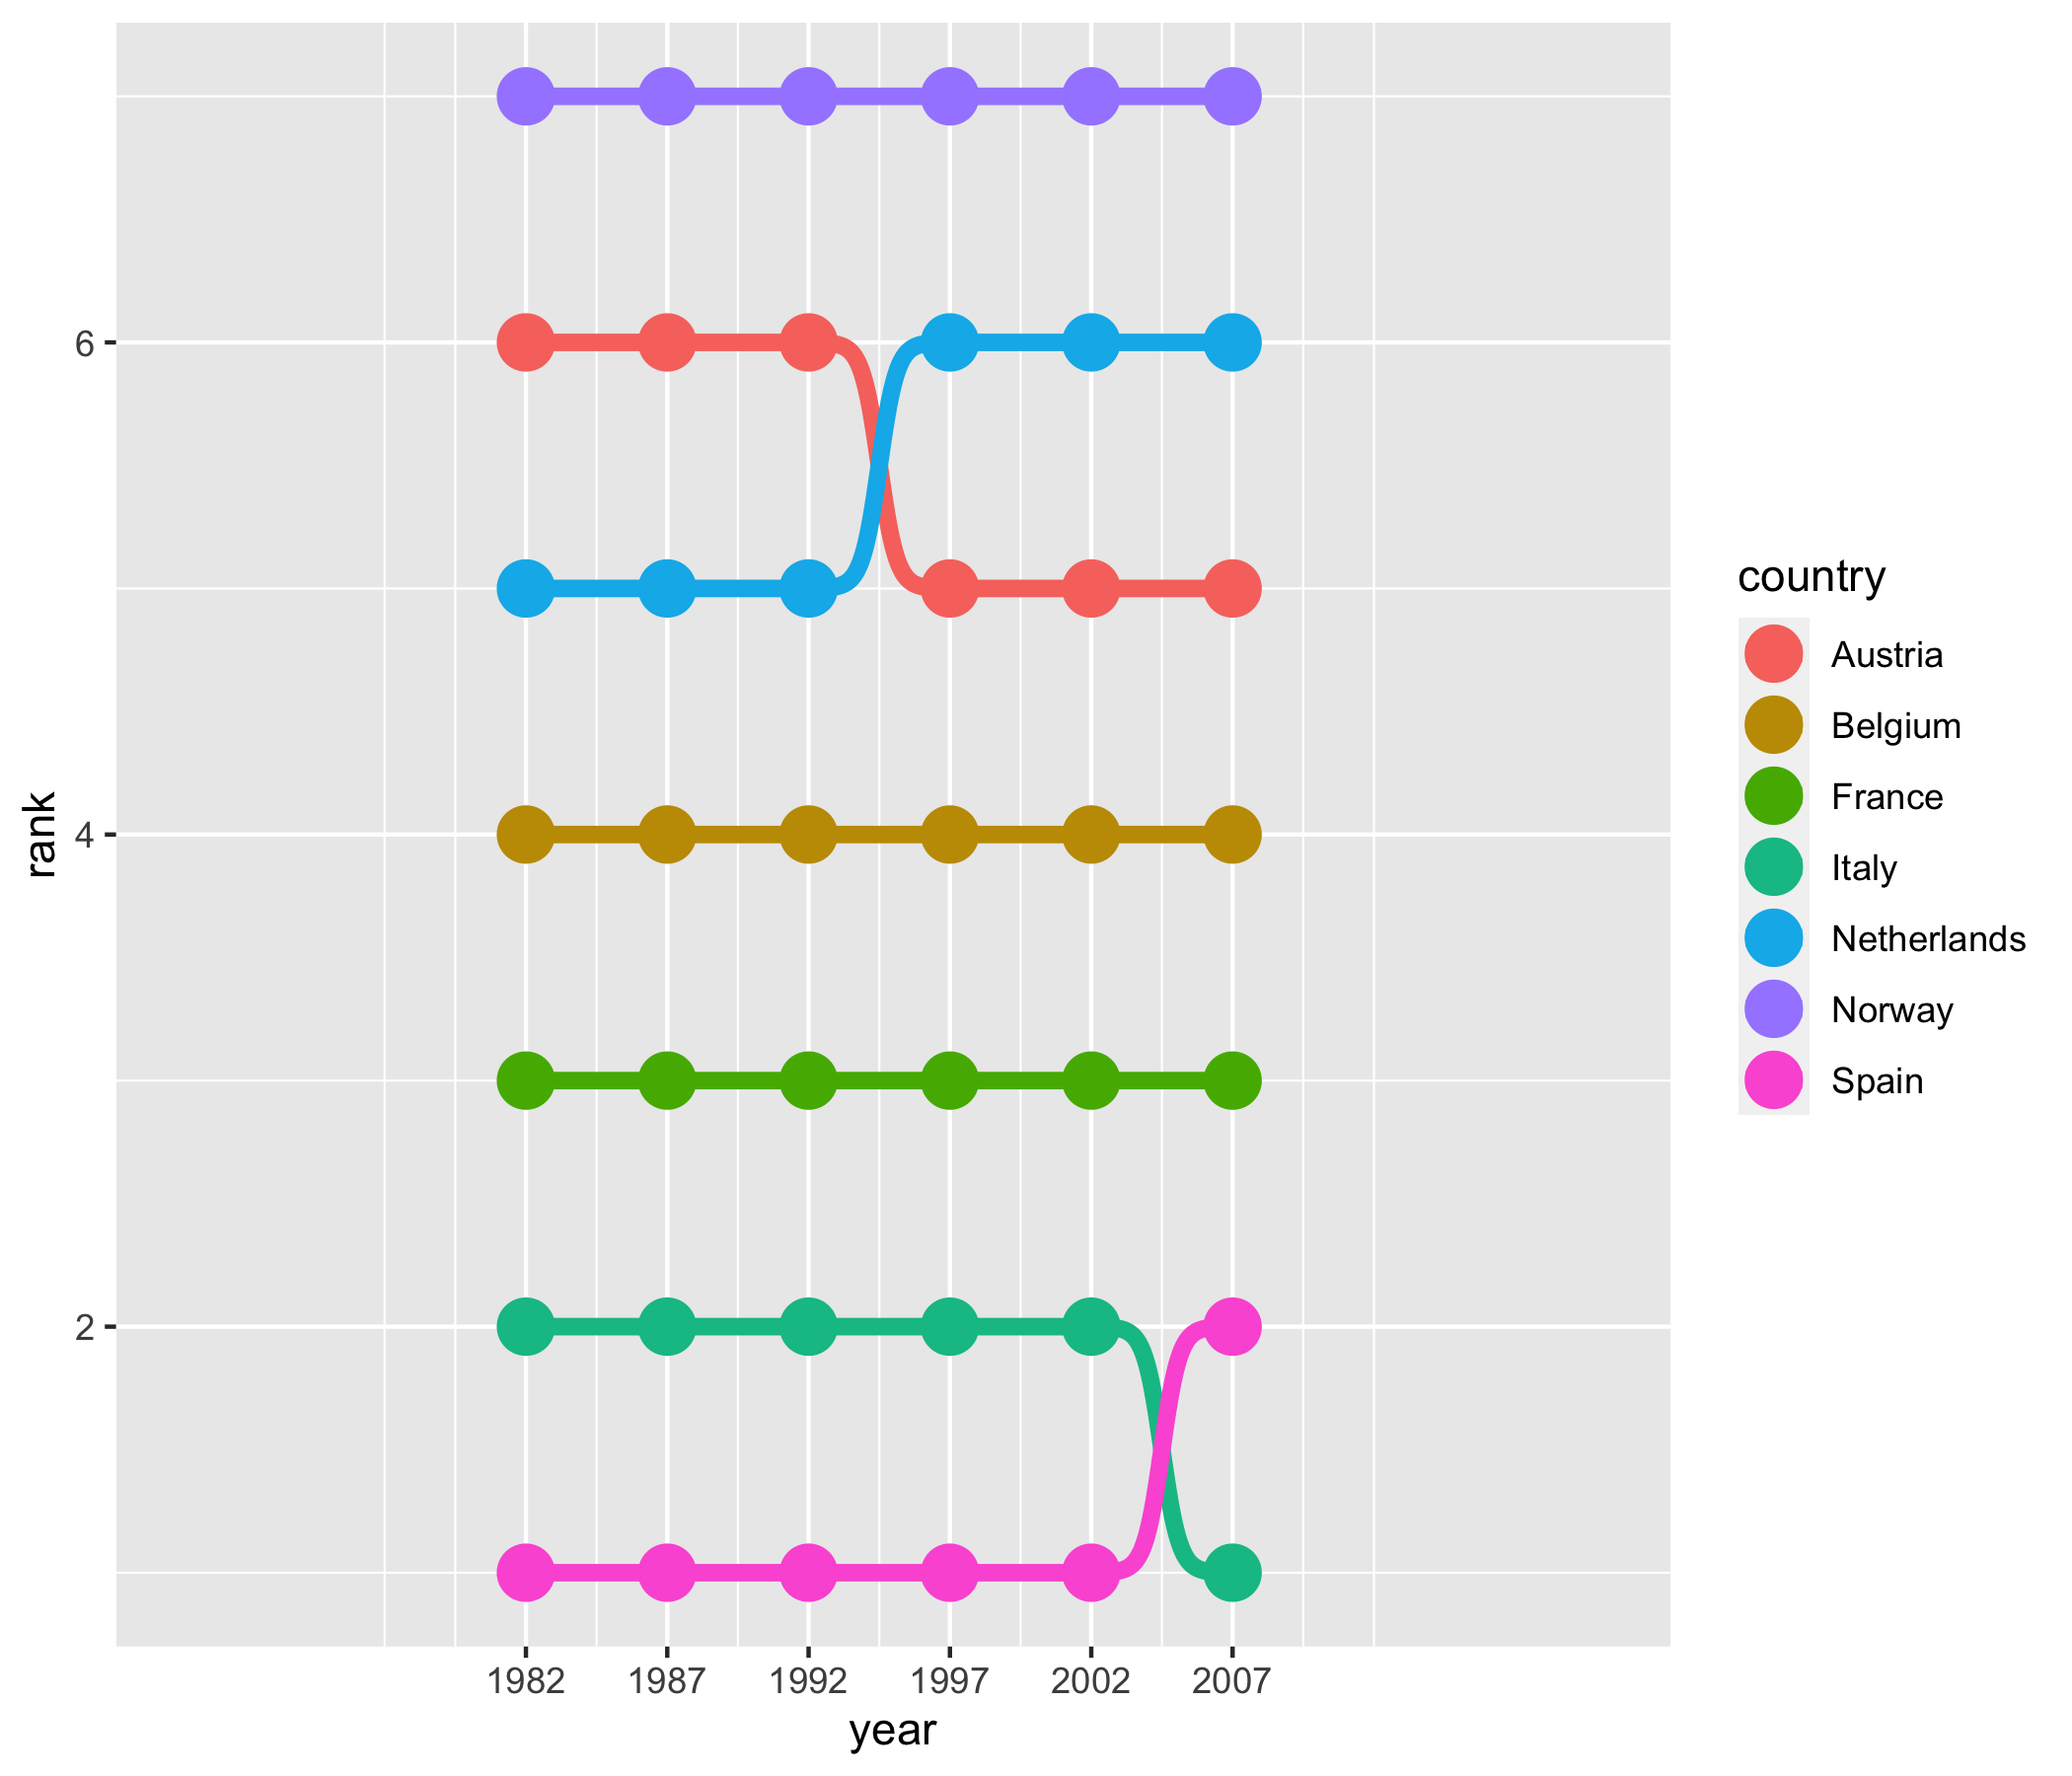 rank
6
4
2
1982 1987 1992 1997 2002 2007
year
country
Austria
Belgium
France
Italy
Netherlands
Norway
Spain